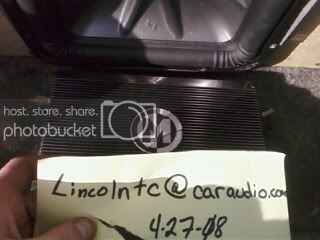 host. store. share.
photobucket
Lincolntc@caraudio.com
4-27-08